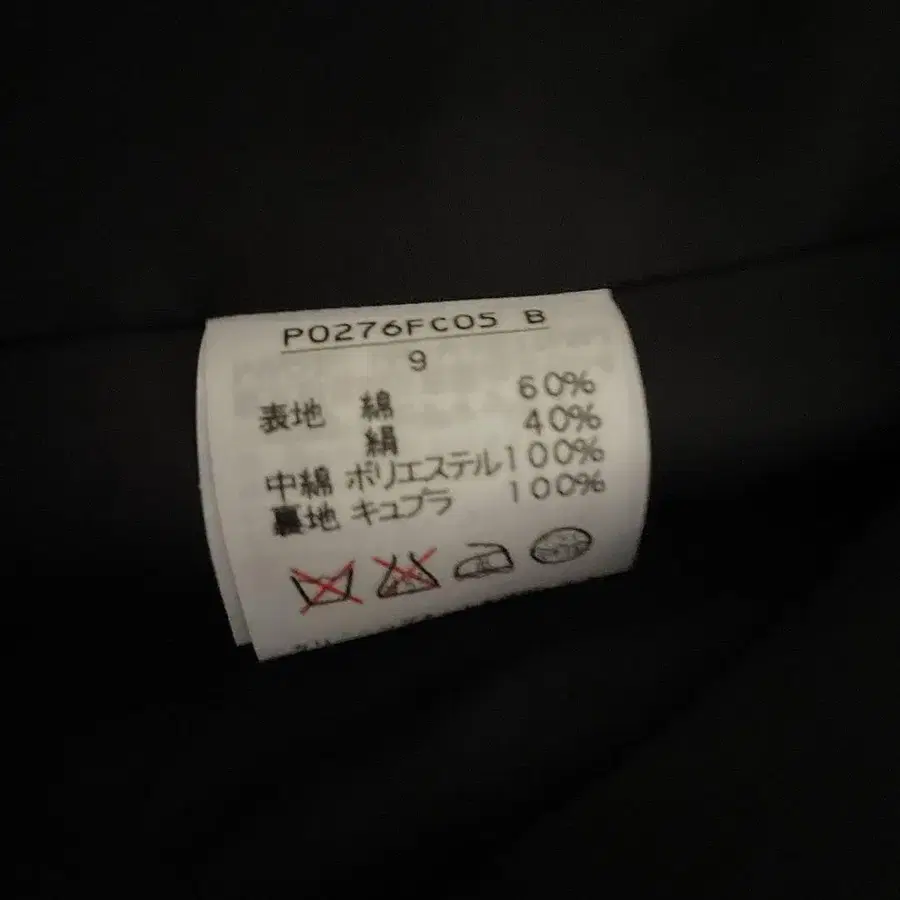 P0276FC05 B
9
表地 綿 60%
絹 40%
中綿 ポリエステル100%
裏地 キュプラ 100%